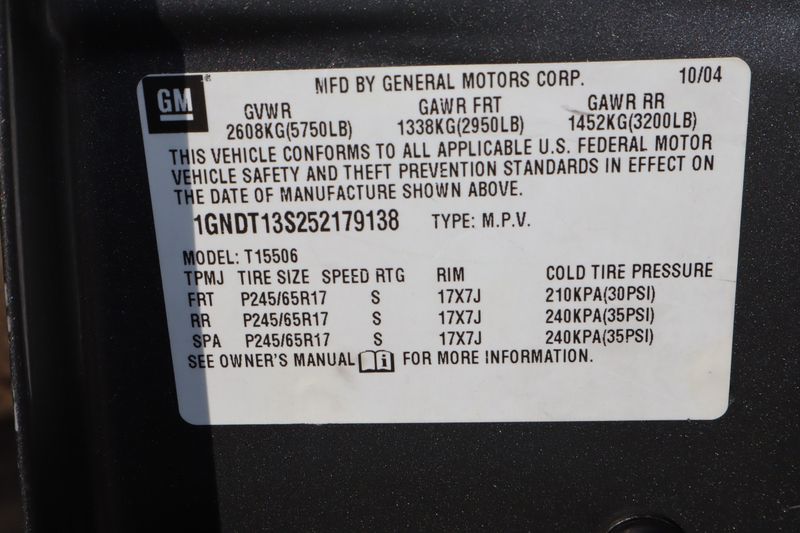 GM
MFD BY GENERAL MOTORS CORP. 10/04
GVWR GAWR FRT GAWR RR
2608KG(5750LB) 1338KG(2950LB) 1452KG(3200LB)
THIS VEHICLE CONFORMS TO ALL APPLICABLE U.S. FEDERAL MOTOR
VEHICLE SAFETY AND THEFT PREVENTION STANDARDS IN EFFECT ON
THE DATE OF MANUFACTURE SHOWN ABOVE.
1GNDT13S252179138 TYPE: M.P.V.
MODEL: T15506
TPMJ TIRE SIZE SPEED RTG RIM COLD TIRE PRESSURE
FRT P245/65R17 S 17X7J 210KPA(30PSI)
RR P245/65R17 S 17X7J 240KPA(35PSI)
SPA P245/65R17 S 17X7J 240KPA(35PSI)
SEE OWNER'S MANUAL i FOR MORE INFORMATION.